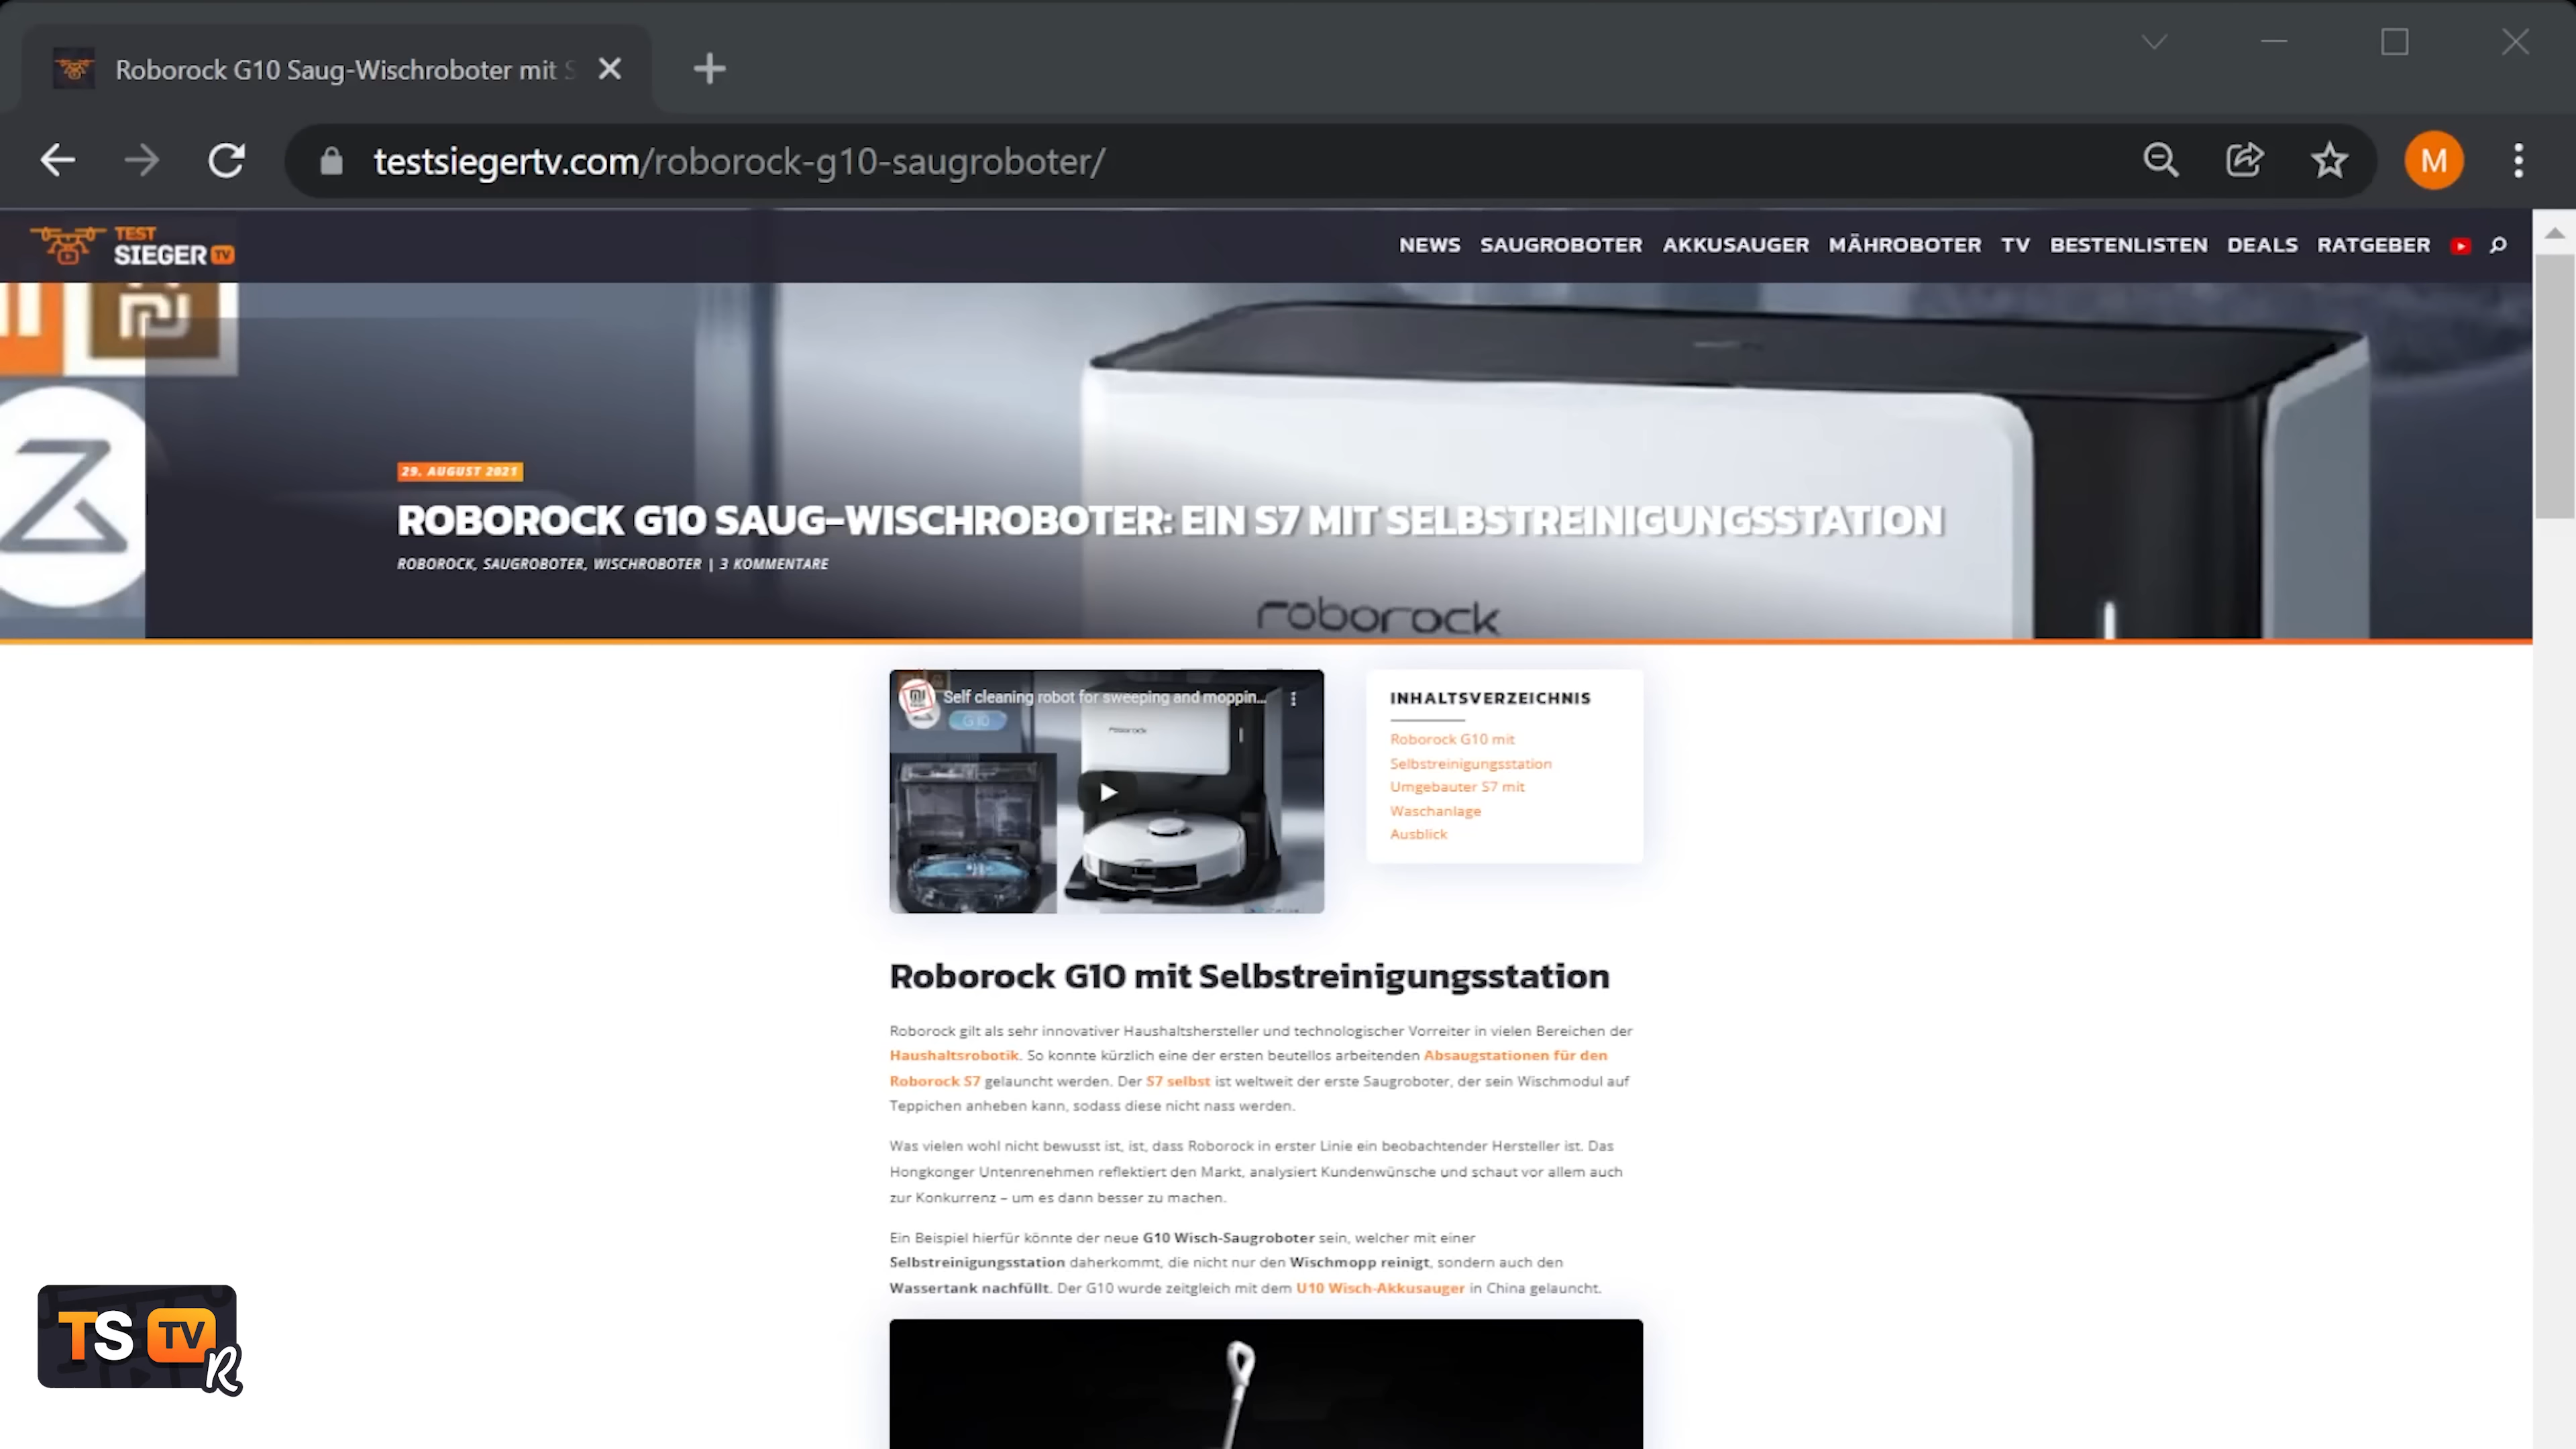 Roborock G10 Saug-Wischroboter mit S
testsiegertv.com/roborock-g10-saugroboter/
M
TEST
SIEGER TV
NEWS SAUGROBOTER AKKUSAUGER MÄHROBOTER TV BESTENLISTEN DEALS RATGEBER
29. AUGUST 2021
ROBOROCK G10 SAUG-WISCHROBOTER: EIN S7 MIT SELBSTREINIGUNGSSTATION
ROBOROCK, SAUGROBOTER, WISCHROBOTER | 3 KOMMENTARE
roborock
Self cleaning robot for sweeping and moppin...
G10
roborock
INHALTSVERZEICHNIS
Roborock G10 mit
Selbstreinigungsstation
Umgebauter S7 mit
Waschanlage
Ausblick
Roborock G10 mit Selbstreinigungsstation
Roborock gilt als sehr innovativer Haushaltshersteller und technologischer Vorreiter in vielen Bereichen der
Haushaltsrobotik. So konnte kürzlich eine der ersten beutellos arbeitenden Absaugstationen für den
Roborock S7 gelauncht werden. Der S7 selbst ist weltweit der erste Saugroboter, der sein Wischmodul auf
Teppichen anheben kann, sodass diese nicht nass werden.
Was vielen wohl nicht bewusst ist, ist, dass Roborock in erster Linie ein beobachtender Hersteller ist. Das
Hongkonger Untenrenehmen reflektiert den Markt, analysiert Kundenwünsche und schaut vor allem auch
zur Konkurrenz – um es dann besser zu machen.
Ein Beispiel hierfür könnte der neue G10 Wisch-Saugroboter sein, welcher mit einer
Selbstreinigungsstation daherkommt, die nicht nur den Wischmopp reinigt, sondern auch den
Wassertank nachfüllt. Der G10 wurde zeitgleich mit dem U10 Wisch-Akkusauger in China gelauncht.
TS TV R